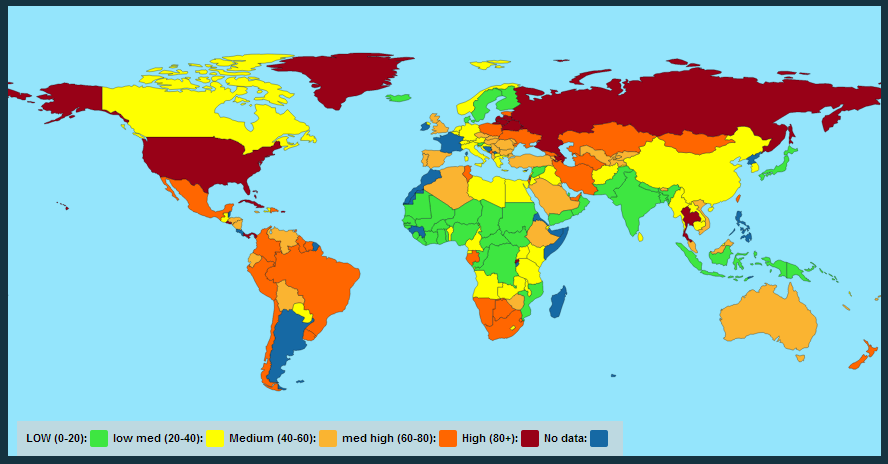 LOW (0-20): low med (20-40): Medium (40-60): med high (60-80): High (80+): No data: